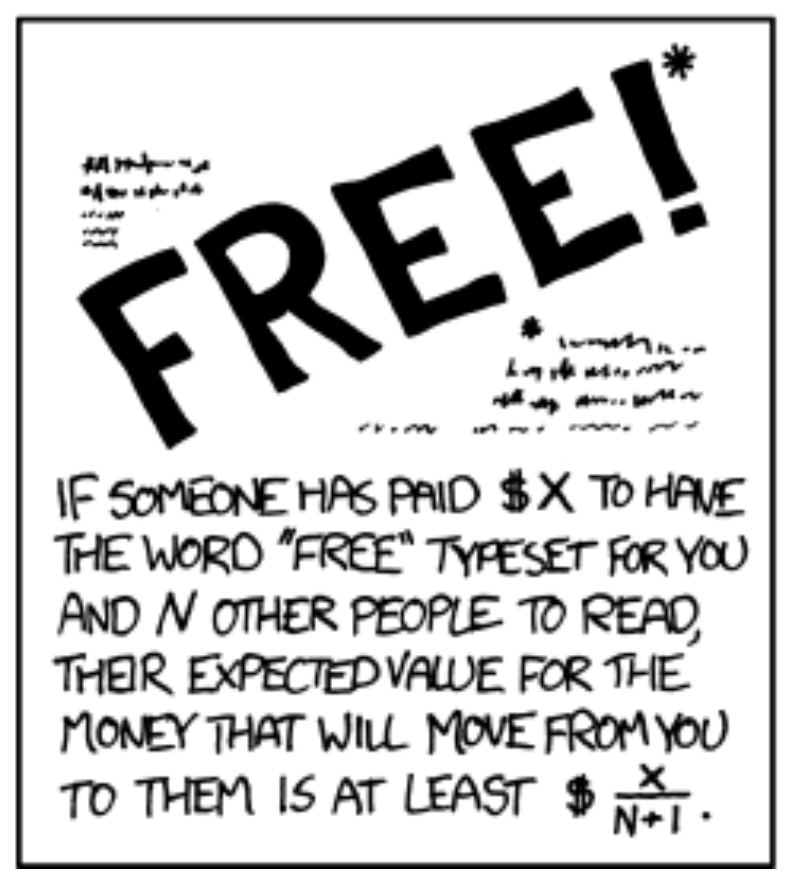 FREE!*
*
IF SOMEONE HAS PAID $X TO HAVE
THE WORD "FREE" TYPESET FOR YOU
AND N OTHER PEOPLE TO READ,
THEIR EXPECTED VALUE FOR THE
MONEY THAT WILL MOVE FROM YOU
TO THEM IS AT LEAST $ X/N+1.